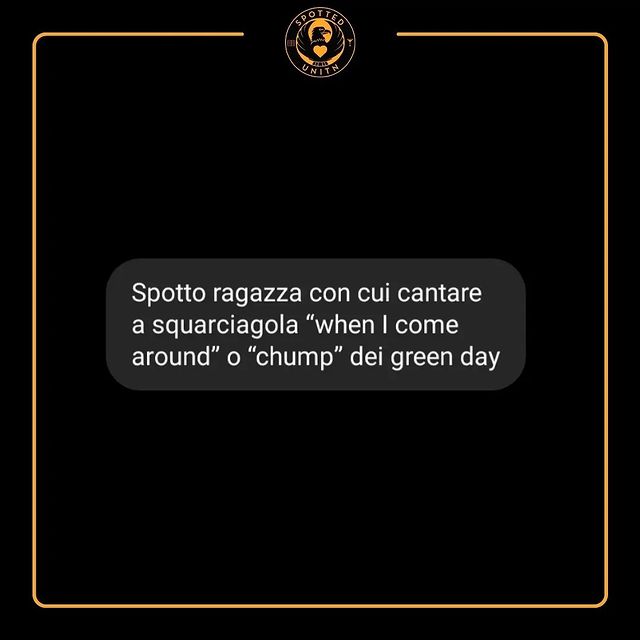 SPOTTED
UNITN
Spotto ragazza con cui cantare
a squarciagola “when I come
around” o “chump” dei green day